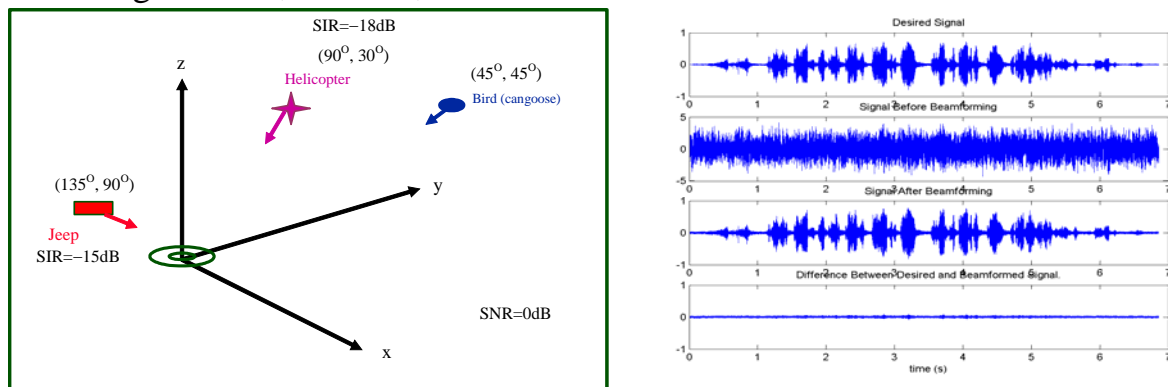 SIR=−18dB
(90O, 30O)
Helicopter
(45O, 45O)
Bird (cangoose)
z
y
(135O, 90O)
Jeep
SIR=−15dB
SNR=0dB
x
Desired Signal
1
0
-1
0 1 2 3 4 5 6 7
Signal Before Beamforming
5
0
-5
0 1 2 3 4 5 6 7
Signal After Beamforming
1
0
-1
0 1 2 3 4 5 6 7
Difference Between Desired and Beamformed Signal.
1
0
-1
0 1 2 3 4 5 6 7
time (s)